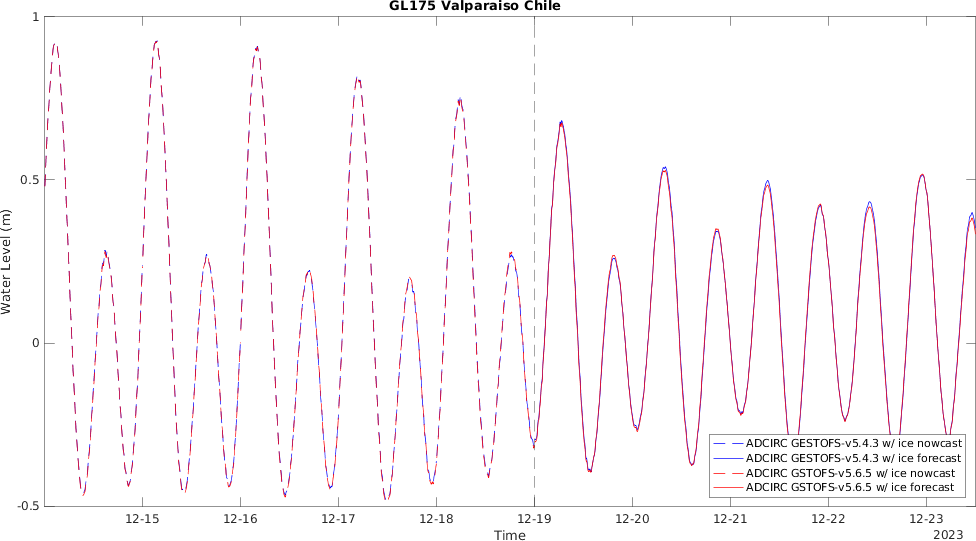 GL175 Valparaiso Chile
1
0.5
0
-0.5
Water Level (m)
12-15 12-16 12-17 12-18 12-19 12-20 12-21 12-22 12-23
Time
2023
ADCIRC GESTOFS-v5.4.3 w/ ice nowcast
ADCIRC GESTOFS-v5.4.3 w/ ice forecast
ADCIRC GSTOFS-v5.6.5 w/ ice nowcast
ADCIRC GSTOFS-v5.6.5 w/ ice forecast